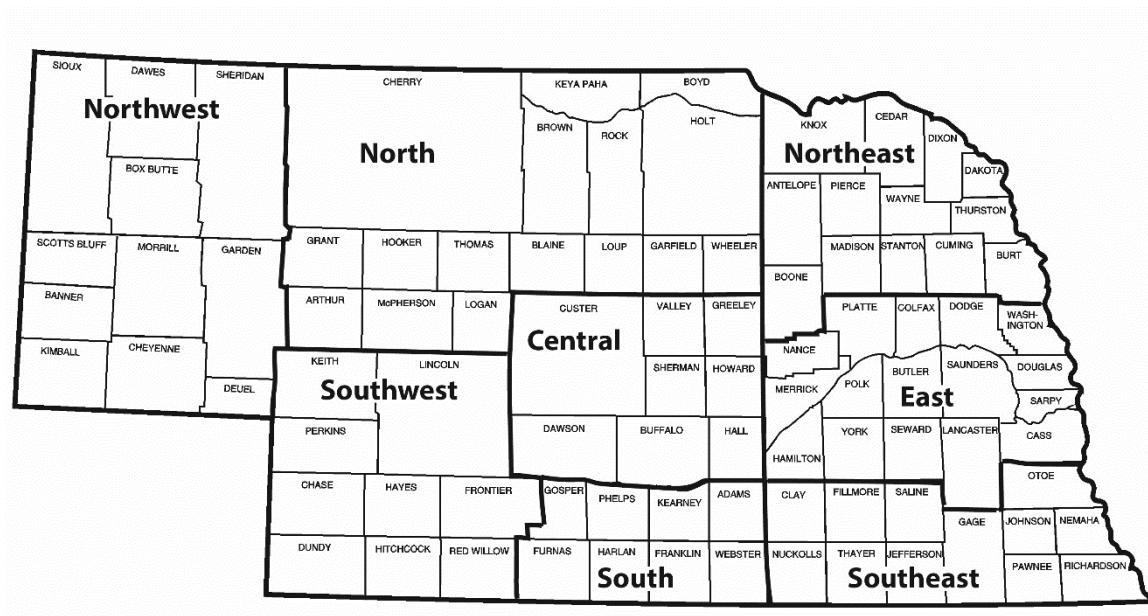 SIOUX
DAWES
SHERIDAN
CHERRY
KEYA PAHA
BOYD
Northwest
North
BROWN
ROCK
HOLT
KNOX
CEDAR
DIXON
Northeast
DAKOTA
BOX BUTTE
ANTELOPE
PIERCE
WAYNE
THURSTON
SCOTTS BLUFF
MORRILL
GARDEN
GRANT
HOOKER
THOMAS
BLAINE
LOUP
GARFIELD
WHEELER
MADISON
STANTON
CUMING
BURT
BOONE
BANNER
ARTHUR
McPHERSON
LOGAN
CUSTER
VALLEY
GREELEY
PLATTE
COLFAX
DODGE
WASH-
INGTON
Central
KIMBALL
CHEYENNE
DEUEL
KEITH
LINCOLN
Southwest
SHERMAN
HOWARD
NANCE
MERRICK
POLK
BUTLER
SAUNDERS
DOUGLAS
East
SARPY
PERKINS
DAWSON
BUFFALO
HALL
HAMILTON
YORK
SEWARD
LANCASTER
CASS
OTOE
CHASE
HAYES
FRONTIER
GOSPER
PHELPS
KEARNEY
ADAMS
CLAY
FILLMORE
SALINE
GAGE
JOHNSON
NEMAHA
DUNDY
HITCHCOCK
RED WILLOW
FURNAS
HARLAN
FRANKLIN
WEBSTER
NUCKOLLS
THAYER
JEFFERSON
PAWNEE
RICHARDSON
South
Southeast